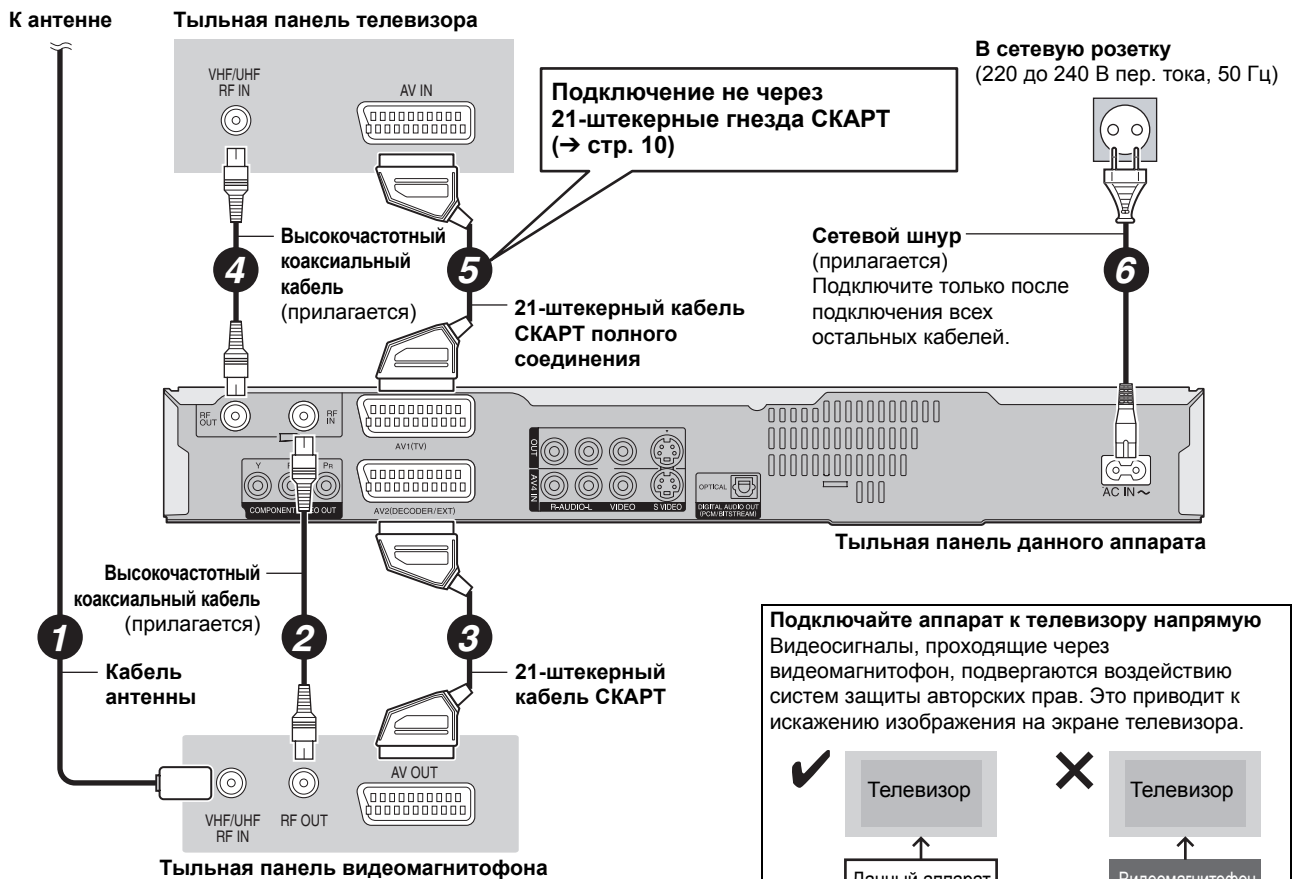 К антенне
Тыльная панель телевизора
VHF/UHF
RF IN
AV IN
Подключение не через
21-штекерные гнезда СКАРТ
(➔ стр. 10)
В сетевую розетку
(220 до 240 В пер. тока, 50 Гц)
Высокочастотный
коаксиальный
кабель
(прилагается)
4
5
21-штекерный кабель
СКАРТ полного
соединения
Сетевой шнур
(прилагается)
Подключите только после
подключения всех
остальных кабелей.
6
RF
OUT
RF
IN
AV1(TV)
Y
PR
COMPONENT
OUT
AV2(DECODER/EXT)
OUT
AV4 IN
R-AUDIO-L
VIDEO
S VIDEO
OPTICAL
DIGITAL AUDIO OUT
(PCM/BITSTREAM)
AC IN ~
Тыльная панель данного аппарата
Высокочастотный
коаксиальный кабель
(прилагается)
1
2
3
Кабель
антенны
21-штекерный
кабель СКАРТ
VHF/UHF
RF IN
RF OUT
AV OUT
Тыльная панель видеомагнитофона
Подключайте аппарат к телевизору напрямую
Видеосигналы, проходящие через
видеомагнитофон, подвергаются воздействию
систем защиты авторских прав. Это приводит к
искажению изображения на экране телевизора.
Телевизор
Телевизор
Данный аппарат
Видеомагнитофон